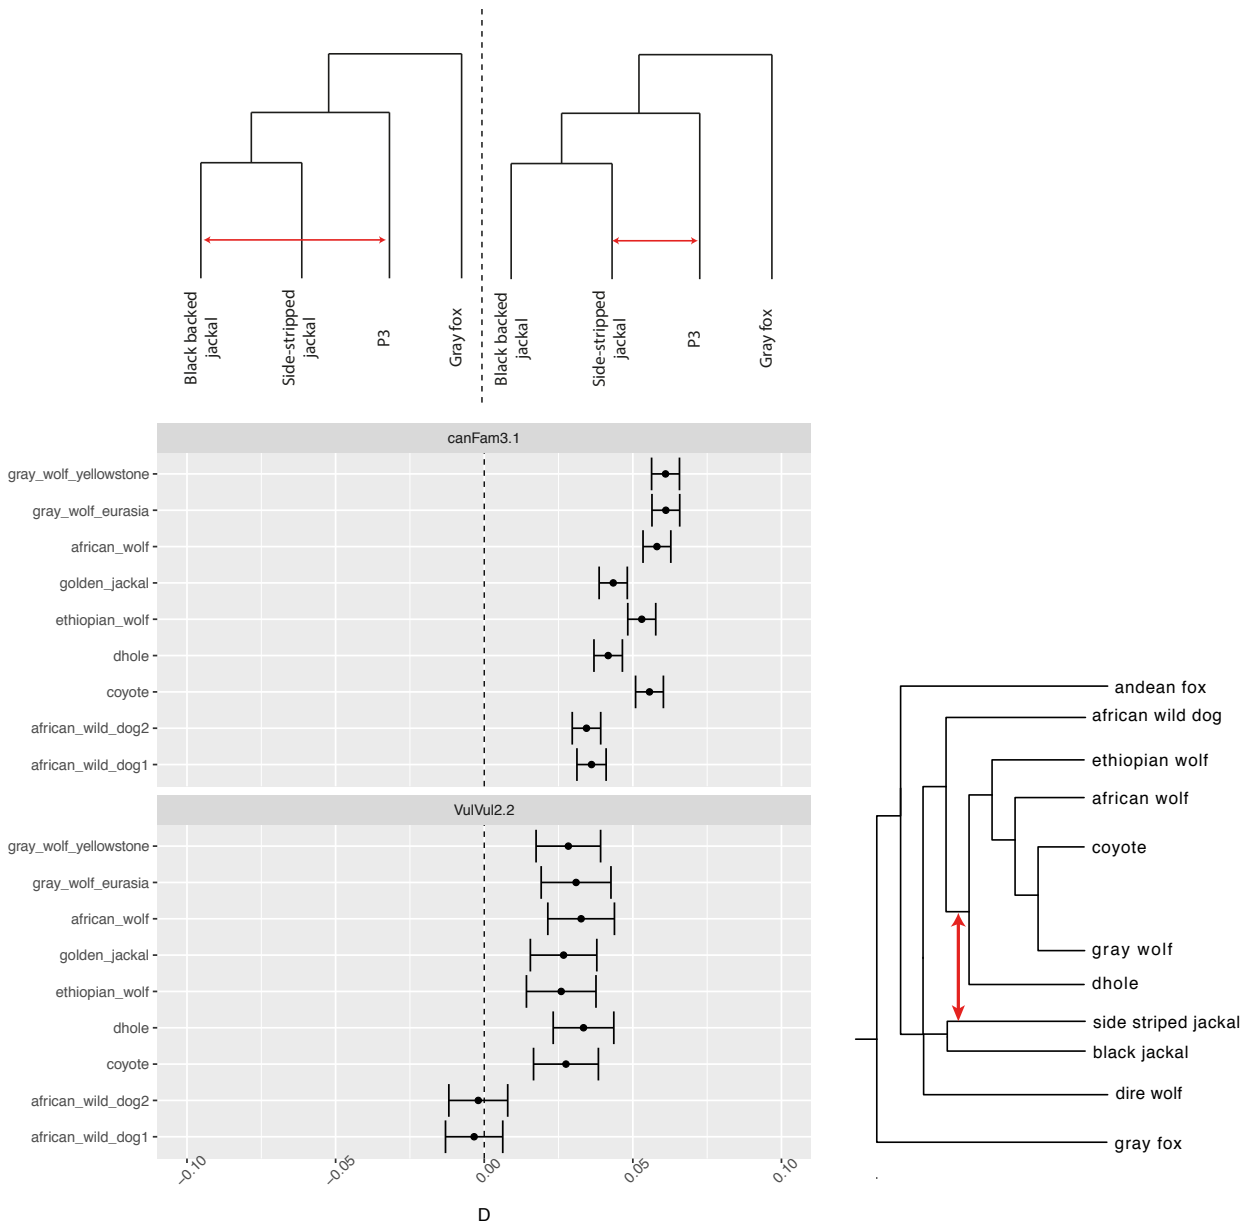 Black backed
jackal
Side-stripped
jackal
P3
Gray fox
Black backed
jackal
Side-stripped
jackal
P3
Gray fox
canFam3.1
gray_wolf_yellowstone
gray_wolf_eurasia
african_wolf
golden_jackal
ethiopian_wolf
dhole
coyote
african_wild_dog2
african_wild_dog1
VulVul2.2
gray_wolf_yellowstone
gray_wolf_eurasia
african_wolf
golden_jackal
ethiopian_wolf
dhole
coyote
african_wild_dog2
african_wild_dog1
−0.10
−0.05
0.00
0.05
0.10
D
andean fox
african wild dog
ethiopian wolf
african wolf
coyote
gray wolf
dhole
side striped jackal
black jackal
dire wolf
gray fox